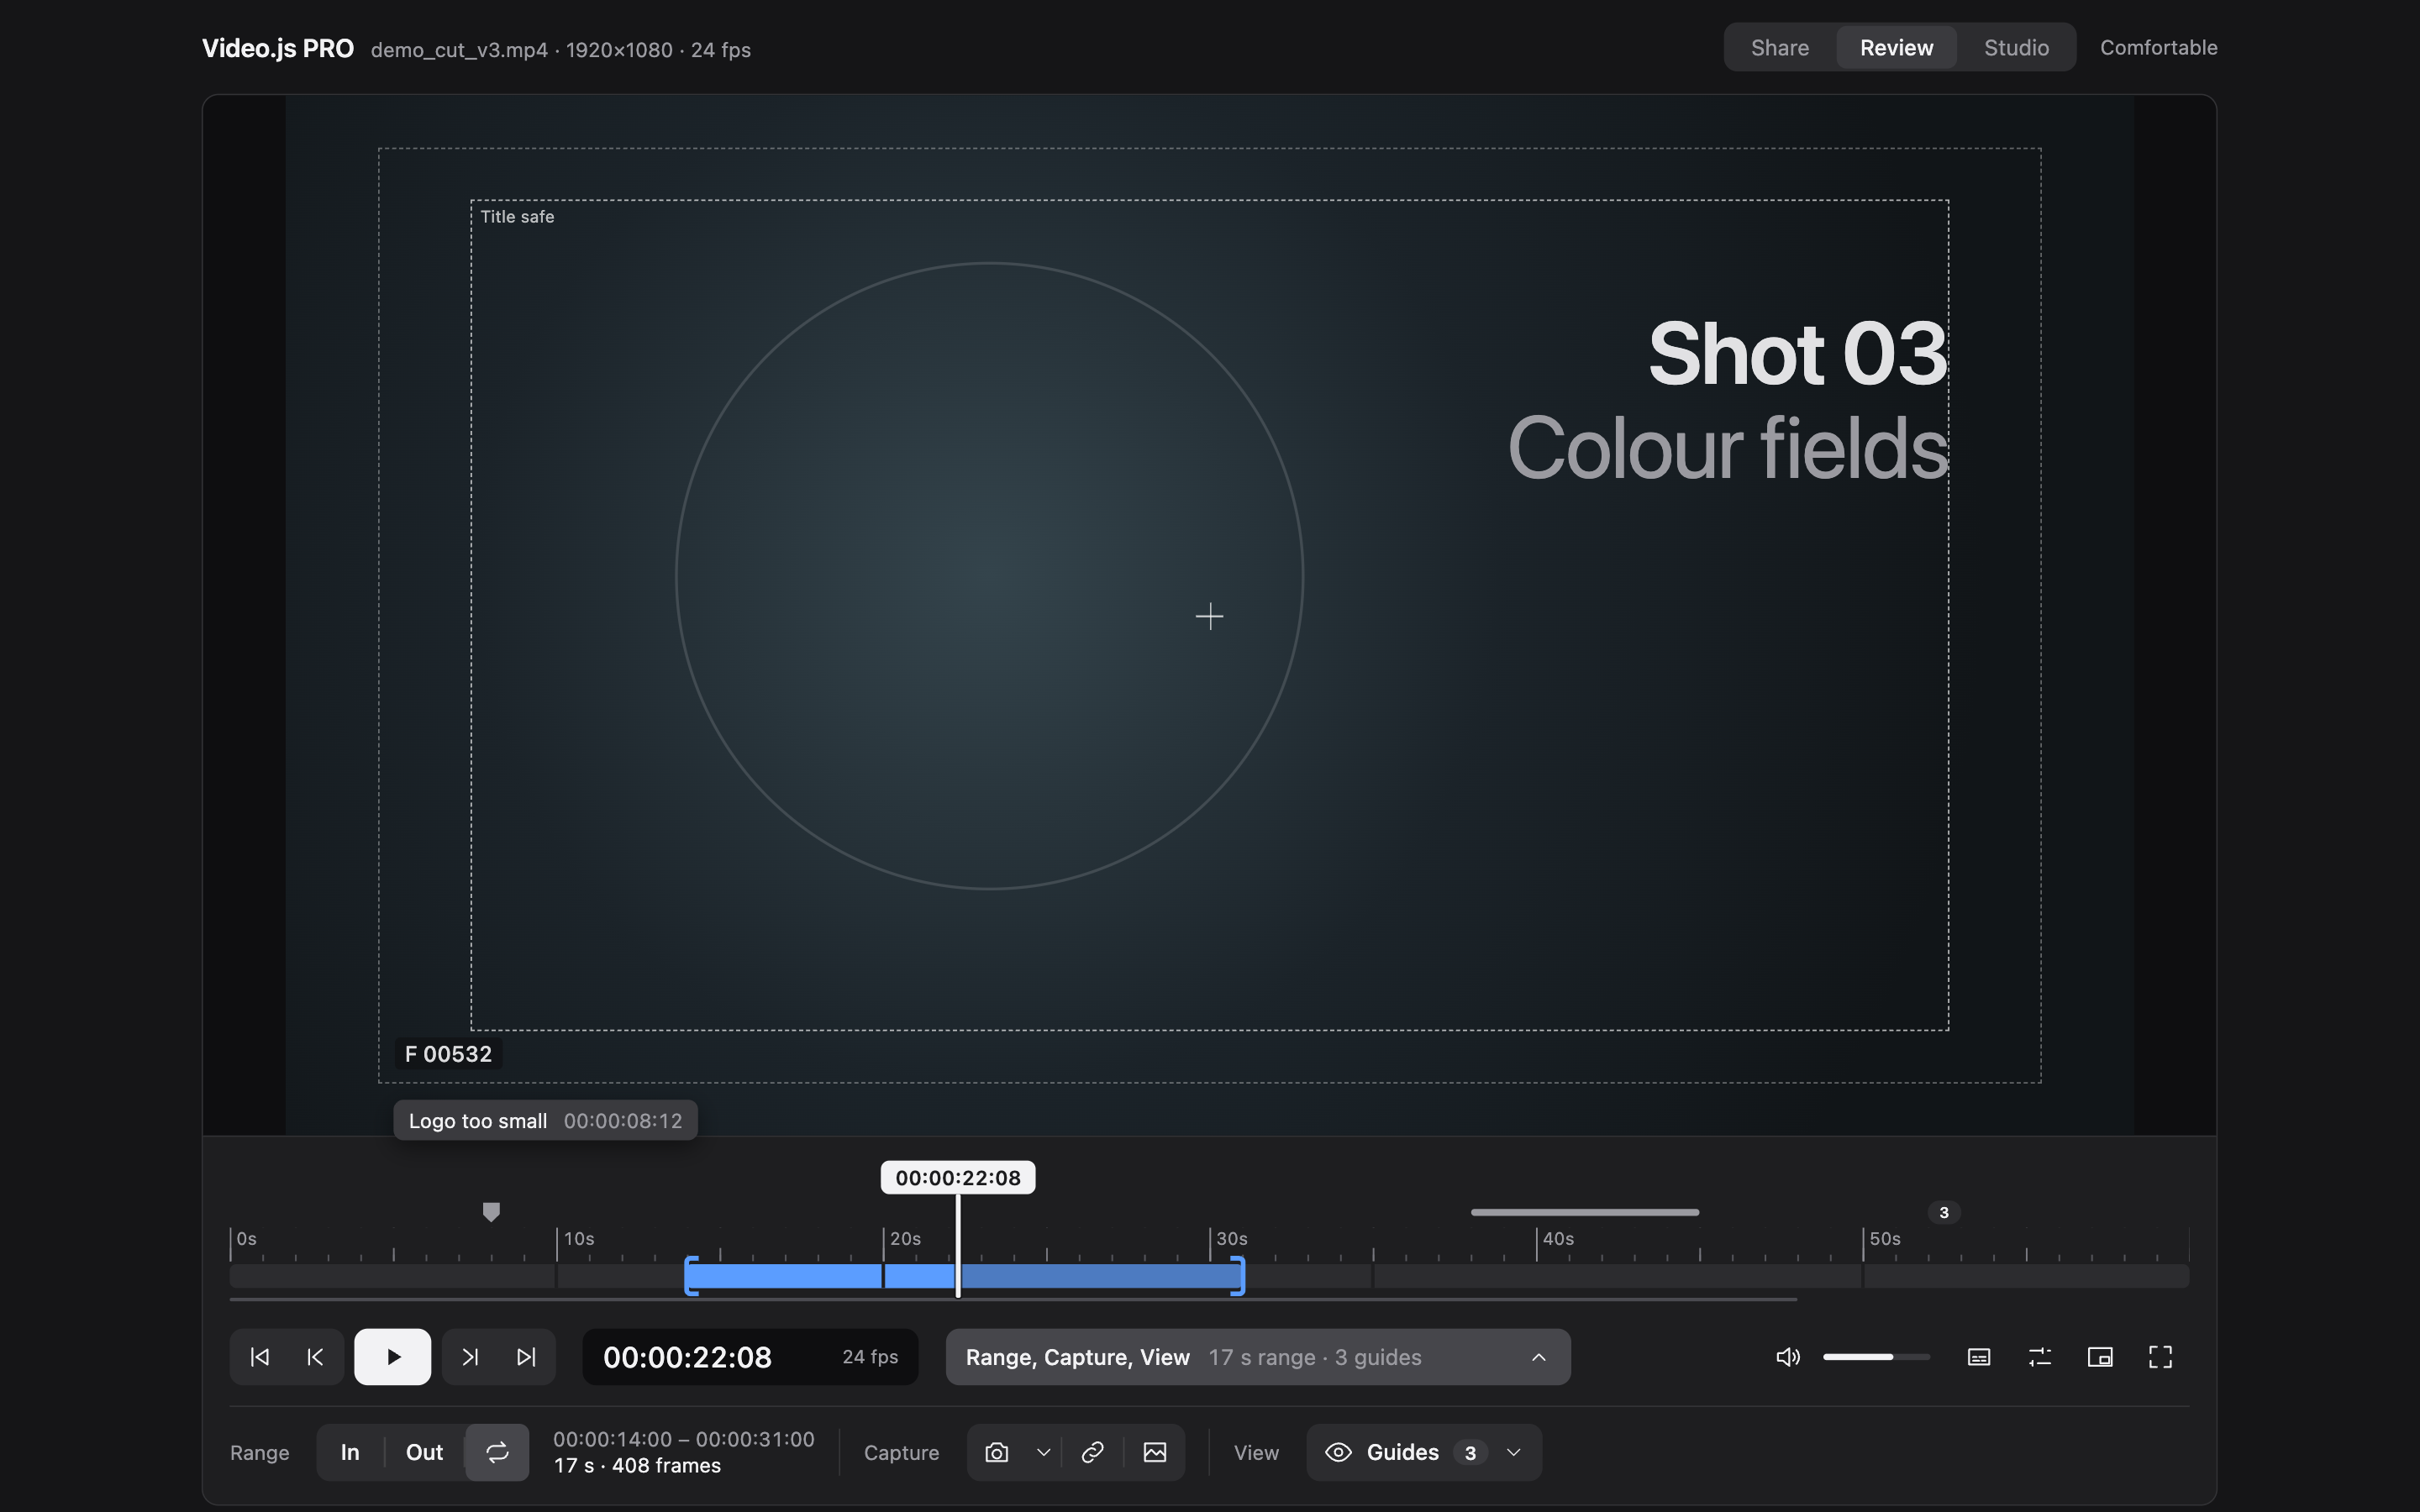 Video.js PRO demo_cut_v3.mp4 · 1920×1080 · 24 fps
Share Review Studio Comfortable
Title safe
Shot 03
Colour fields
F 00532
Logo too small 00:00:08:12
00:00:22:08
3
0s 10s 20s 30s 40s 50s
00:00:22:08 24 fps
Range, Capture, View 17 s range · 3 guides
Range In Out
00:00:14:00 – 00:00:31:00
17 s · 408 frames
Capture
View Guides 3